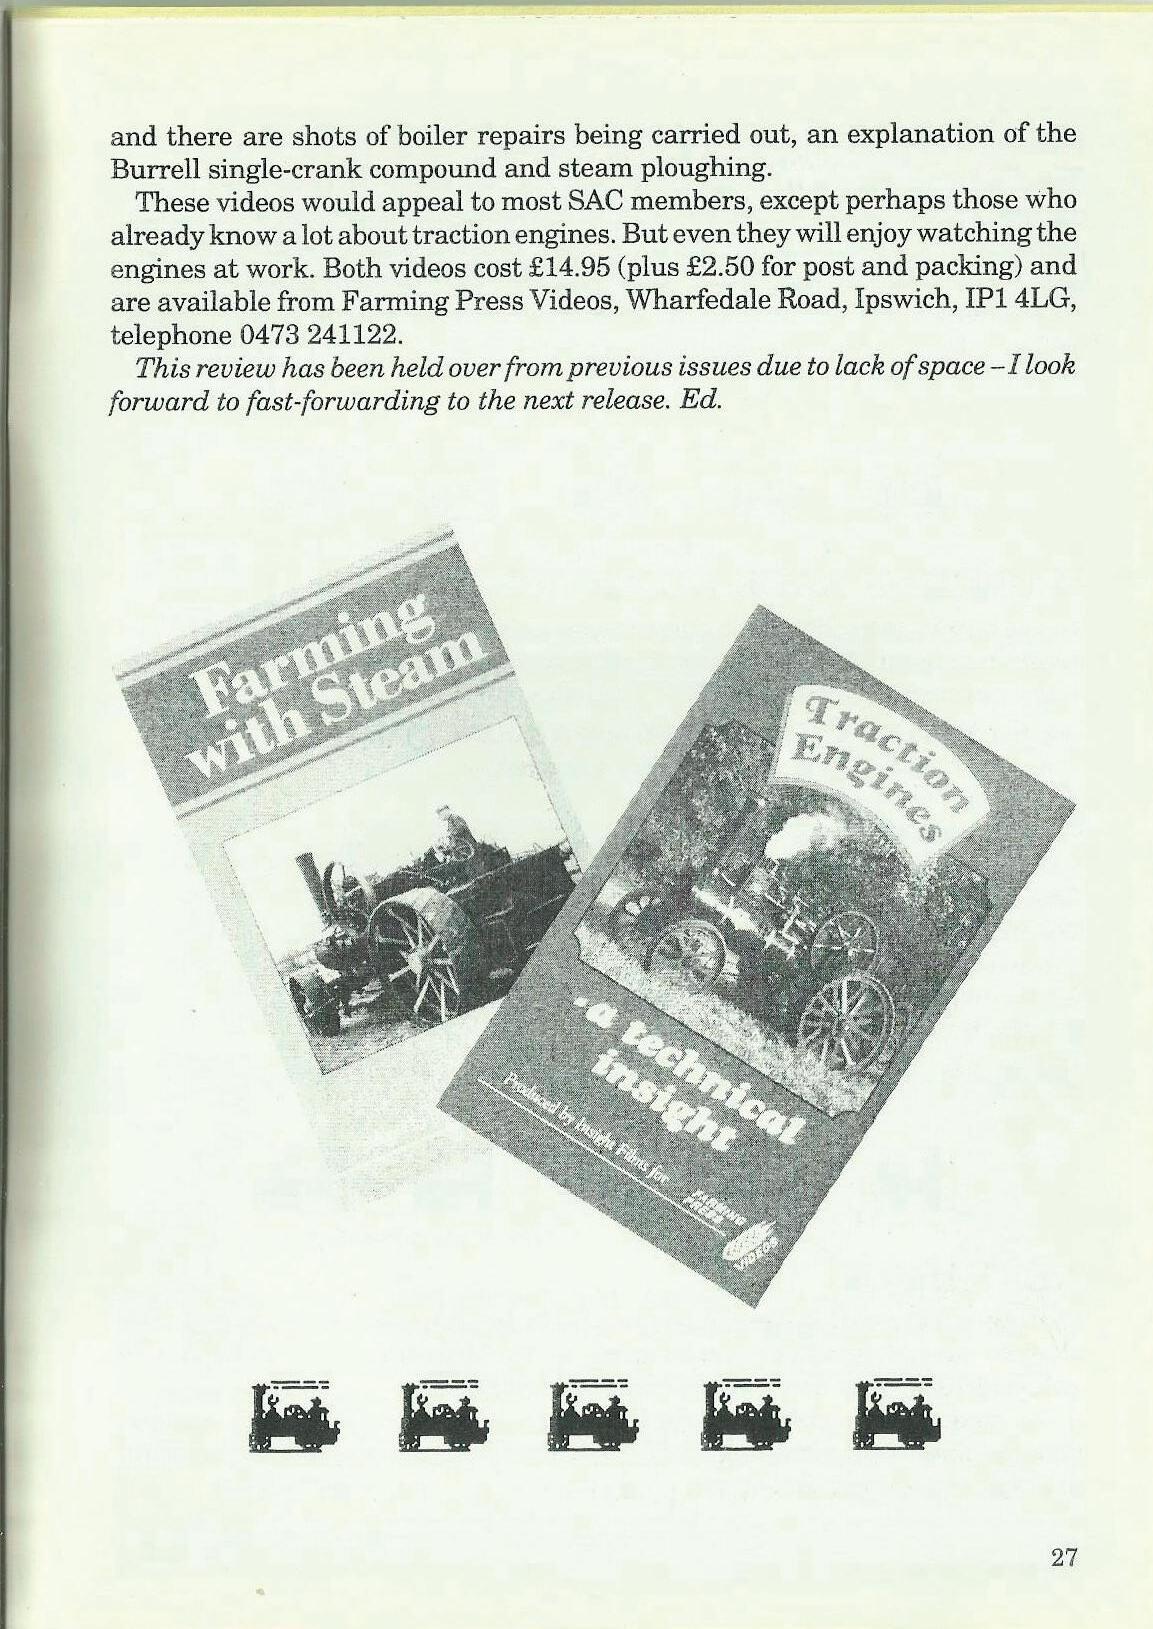 and there are shots of boiler repairs being carried out, an explanation of the
Burrell single-crank compound and steam ploughing.
These videos would appeal to most SAC members, except perhaps those who
already know a lot about traction engines. But even they will enjoy watching the
engines at work. Both videos cost £14.95 (plus £2.50 for post and packing) and
are available from Farming Press Videos, Wharfedale Road, Ipswich, IP1 4LG,
telephone 0473 241122.
This review has been held over from previous issues due to lack of space – I look
forward to fast-forwarding to the next release. Ed.
Farming
with Steam
Traction
Engines
- a technical
insight
Produced by Insight Films for
FARMING
PRESS
VIDEOS
27